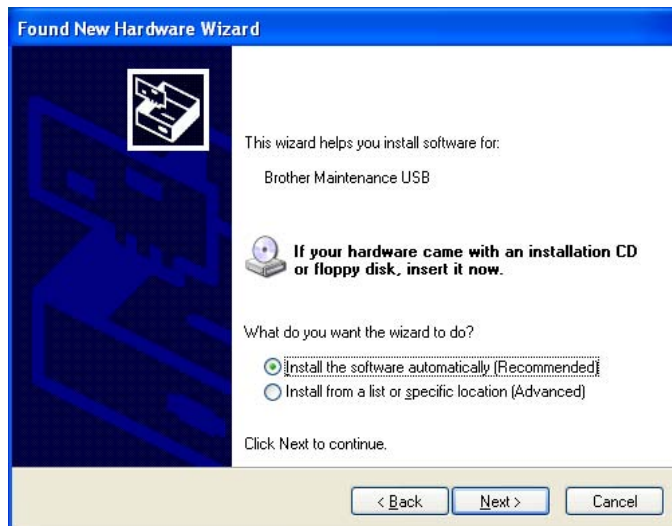 Found New Hardware Wizard
This wizard helps you install software for:
Brother Maintenance USB
If your hardware came with an installation CD
or floppy disk, insert it now.
What do you want the wizard to do?
Install the software automatically (Recommended)
Install from a list or specific location (Advanced)
Click Next to continue.
< Back
Next >
Cancel